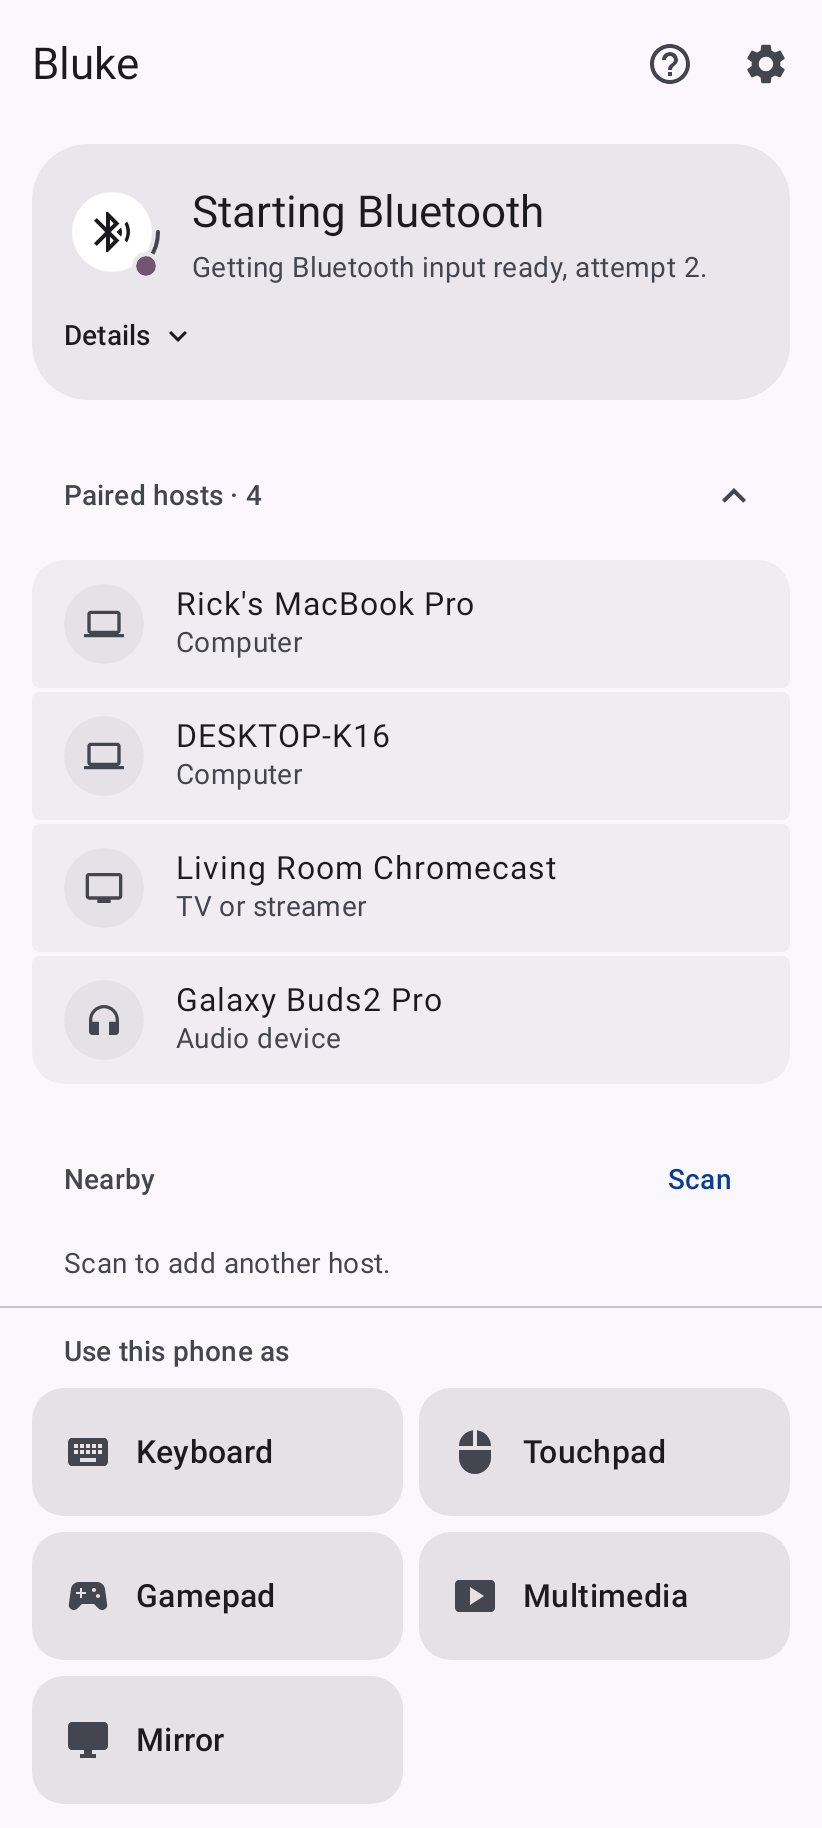 Bluke
Starting Bluetooth
Getting Bluetooth input ready, attempt 2.
Details
Paired hosts · 4
Rick's MacBook Pro
Computer
DESKTOP-K16
Computer
Living Room Chromecast
TV or streamer
Galaxy Buds2 Pro
Audio device
Nearby
Scan
Scan to add another host.
Use this phone as
Keyboard
Touchpad
Gamepad
Multimedia
Mirror